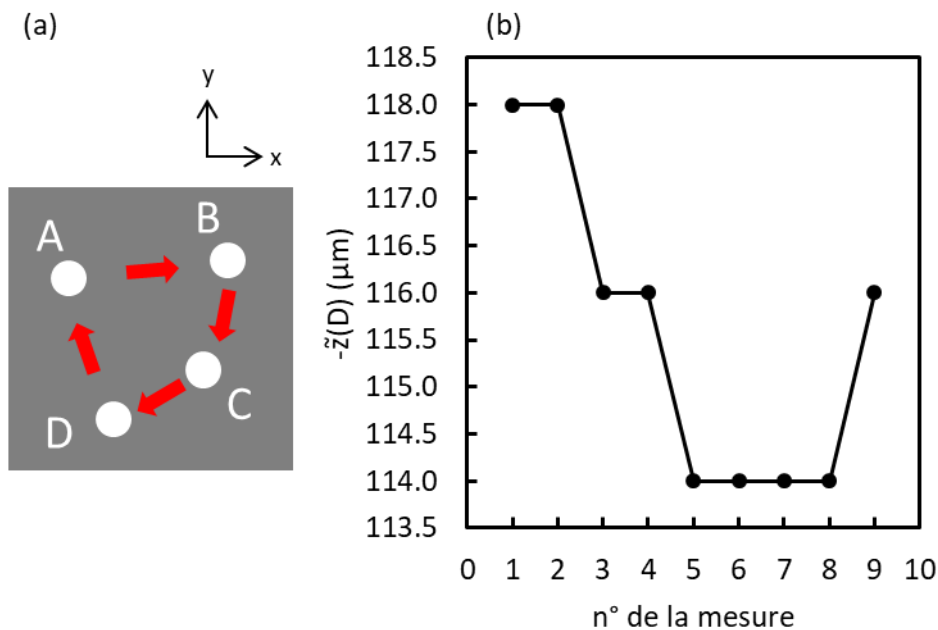 (a)
y
x
A
B
C
D
(b)
-z̃(D) (µm)
118.5
118.0
117.5
117.0
116.5
116.0
115.5
115.0
114.5
114.0
113.5
0 1 2 3 4 5 6 7 8 9 10
n° de la mesure